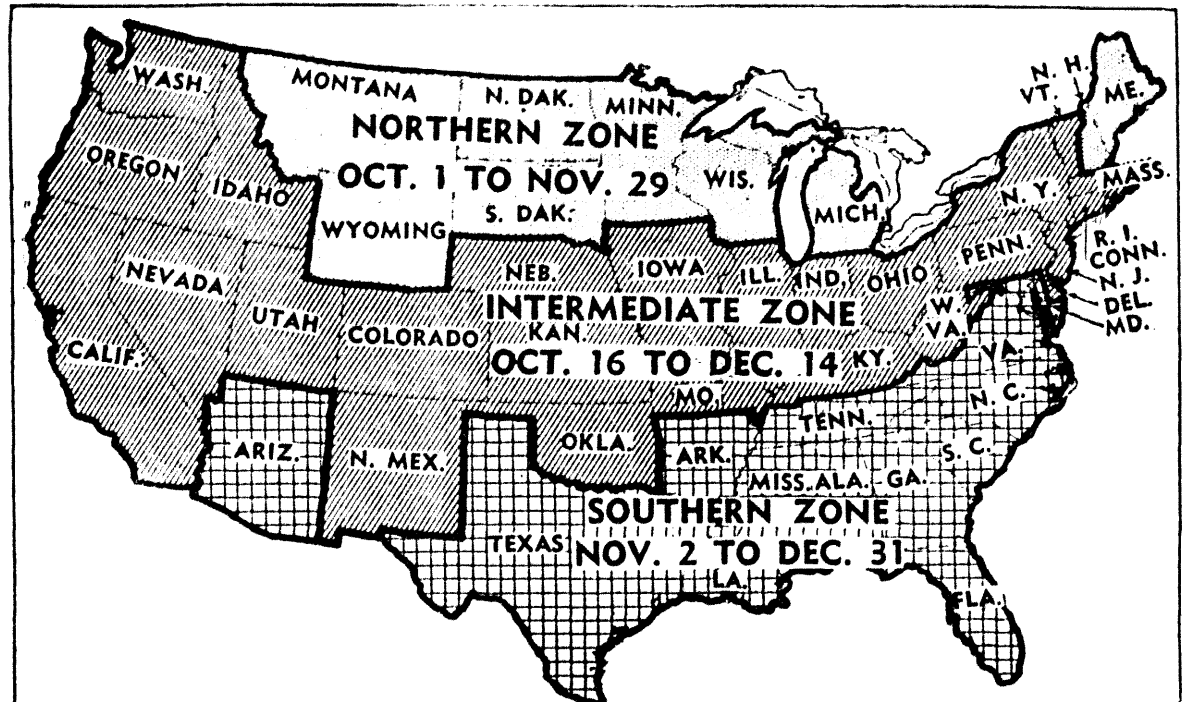 WASH.
MONTANA
N. DAK.
MINN.
N. H.
VT.
ME.
NORTHERN ZONE
OREGON
IDAHO
OCT. 1 TO NOV. 29
WIS.
MASS.
S. DAK.
MICH.
N. Y.
WYOMING
PENN.
R. I.
CONN.
N. J.
DEL.
MD.
NEVADA
NEB.
IOWA
ILL.
IND.
OHIO
INTERMEDIATE ZONE
W.
VA.
UTAH
COLORADO
KAN.
CALIF.
OCT. 16 TO DEC. 14
KY.
VA.
MO.
N. C.
TENN.
ARIZ.
N. MEX.
OKLA.
ARK.
S. C.
MISS.
ALA.
GA.
SOUTHERN ZONE
TEXAS
NOV. 2 TO DEC. 31
LA.
FLA.